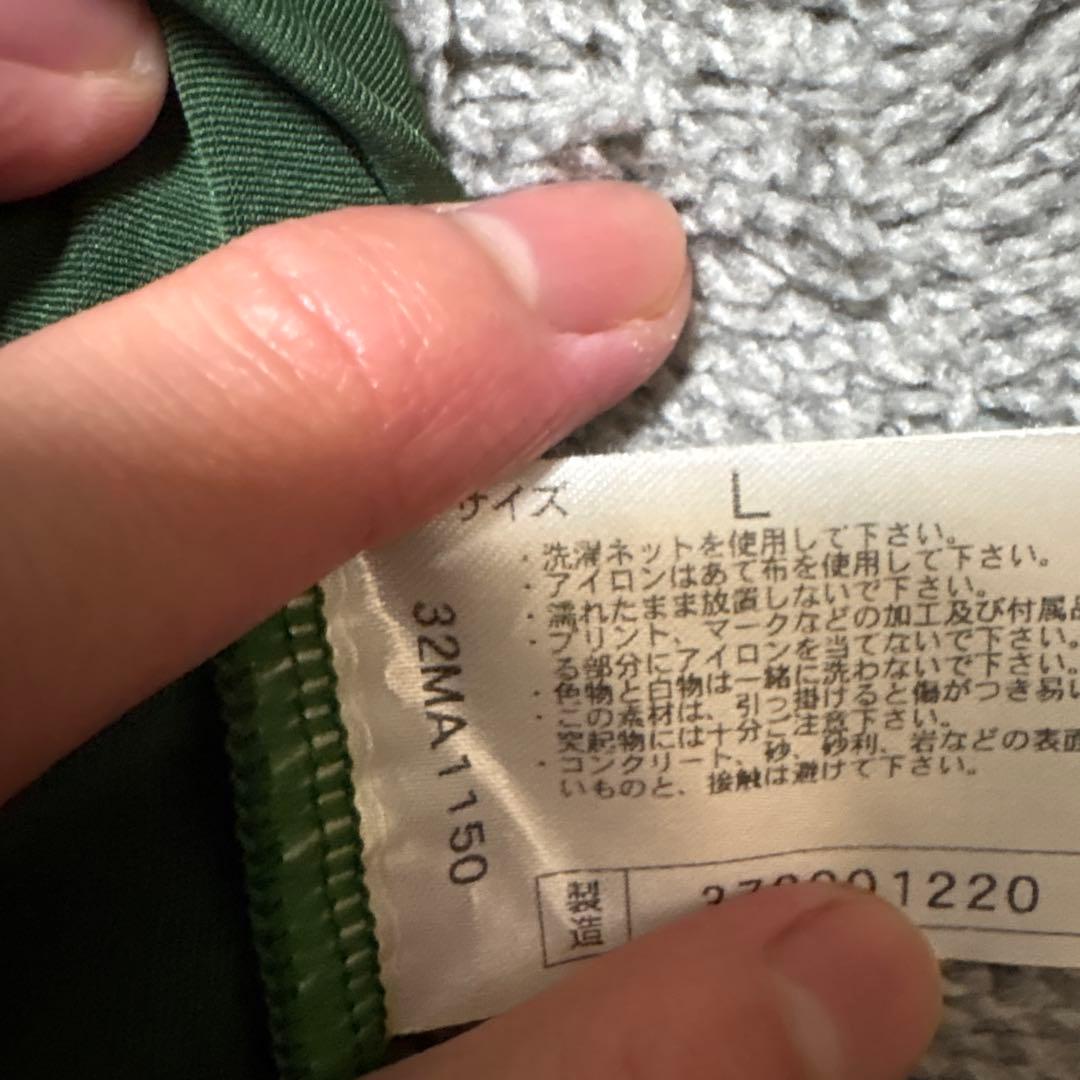 サイズ L
・洗濯ネットを使用して下さい。
・アイロンはあて布を使用して下さい。
・濡れたまま放置しないで下さい。
・プリント、マークなどの加工及び付属品
る部分にアイロンを当てないで下さい。
・色物と白物は一緒に洗わないで下さい。
・この素材は、引っ掛けると傷がつき易い
突起物には十分ご注意下さい。
・コンクリート、砂、砂利、岩などの表面
いものと、接触は避けて下さい。
32MA1150
製造 1220